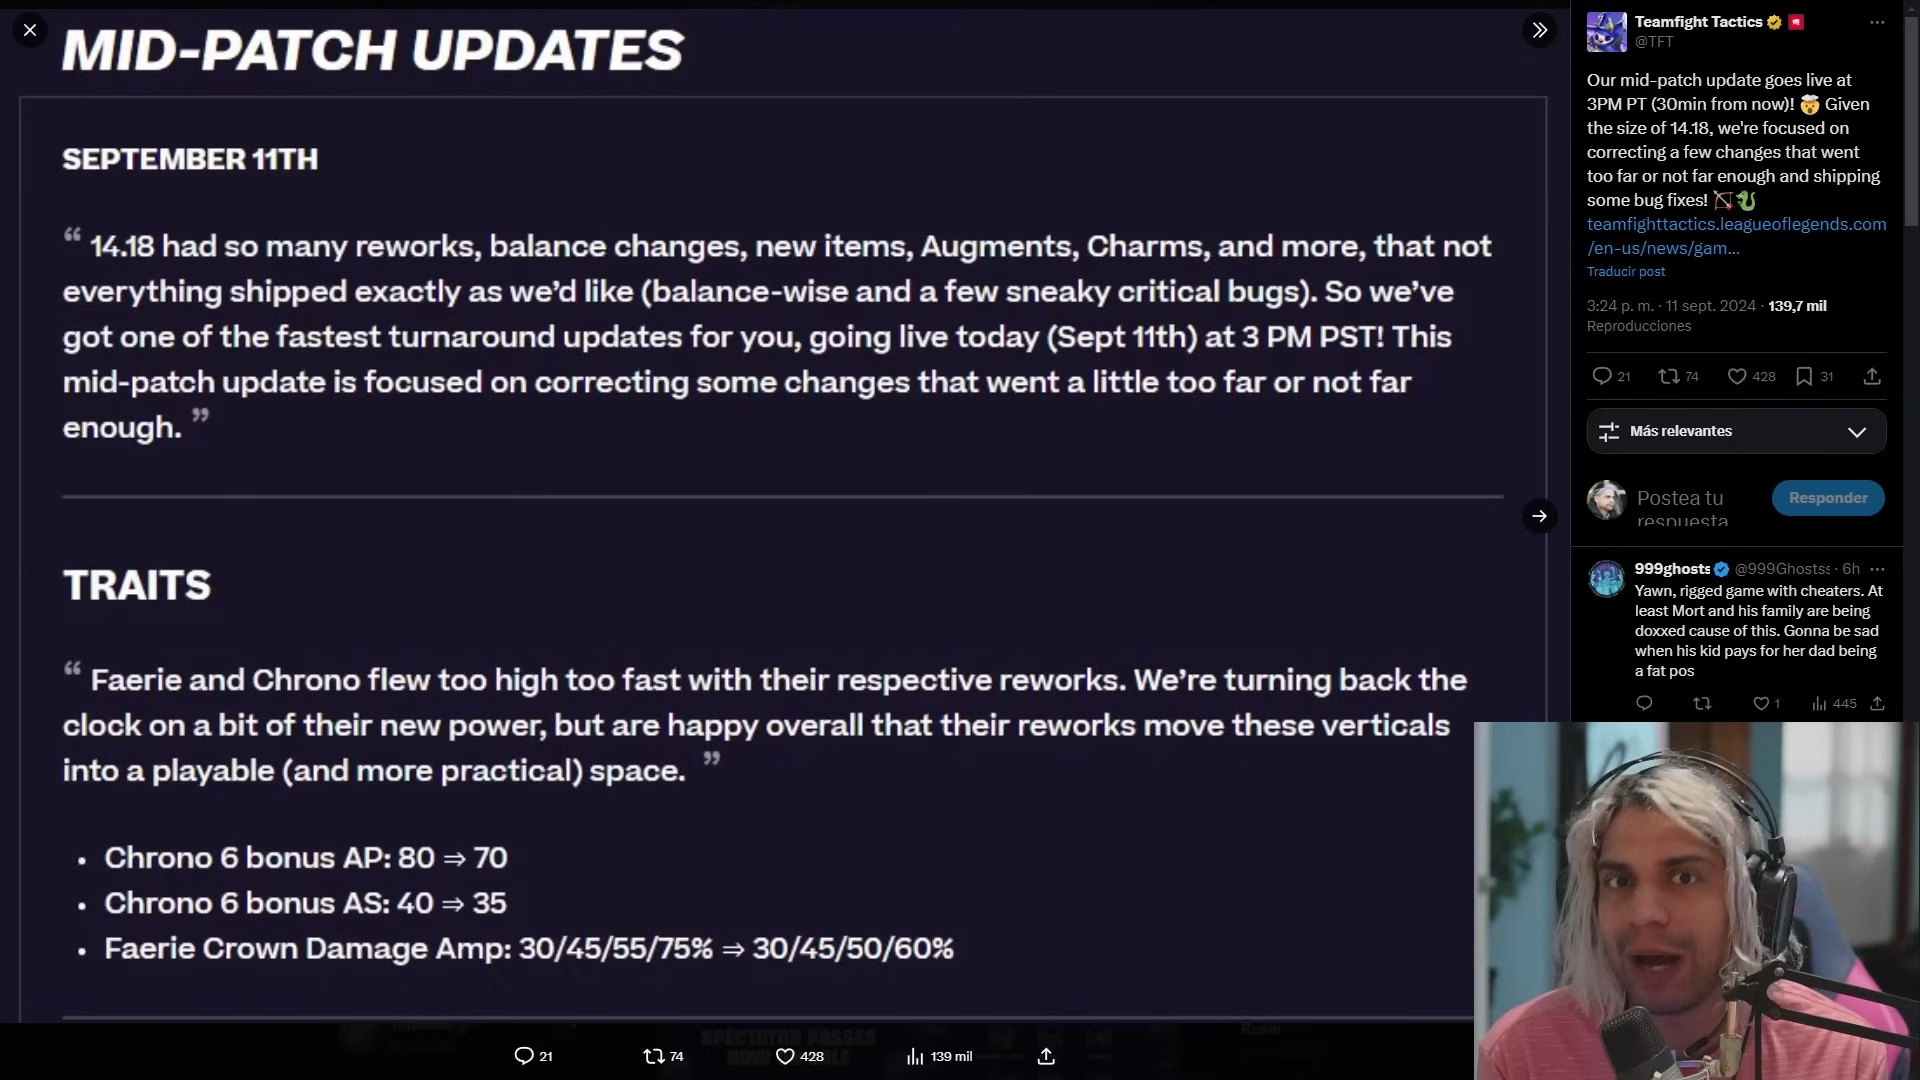 MID-PATCH UPDATES
SEPTEMBER 11TH
“ 14.18 had so many reworks, balance changes, new items, Augments, Charms, and more, that not
everything shipped exactly as we’d like (balance-wise and a few sneaky critical bugs). So we’ve
got one of the fastest turnaround updates for you, going live today (Sept 11th) at 3 PM PST! This
mid-patch update is focused on correcting some changes that went a little too far or not far
enough. ”
TRAITS
“ Faerie and Chrono flew too high too fast with their respective reworks. We’re turning back the
clock on a bit of their new power, but are happy overall that their reworks move these verticals
into a playable (and more practical) space. ”
• Chrono 6 bonus AP: 80 ⇒ 70
• Chrono 6 bonus AS: 40 ⇒ 35
• Faerie Crown Damage Amp: 30/45/55/75% ⇒ 30/45/50/60%
SPECTATOR PASSES
21 74 428 139 mil
Teamfight Tactics
@TFT
Our mid-patch update goes live at
3PM PT (30min from now)! 🤯 Given
the size of 14.18, we're focused on
correcting a few changes that went
too far or not far enough and shipping
some bug fixes! 🏹🐉
teamfighttactics.leagueoflegends.com
/en-us/news/gam…
Traducir post
3:24 p. m. · 11 sept. 2024 · 139,7 mil
Reproducciones
21 74 428 31
Más relevantes
Postea tu
respuesta
Responder
999ghosts @999Ghosts · 6h
Yawn, rigged game with cheaters. At
least Mort and his family are being
doxxed cause of this. Gonna be sad
when his kid pays for her dad being
a fat pos
1 445